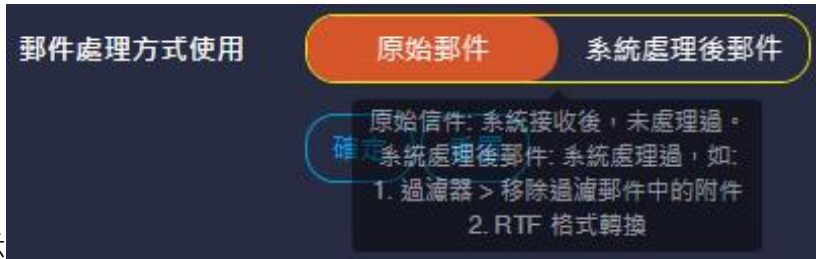 郵件處理方式使用 原始郵件 系統處理後郵件
原始信件: 系統接收後，未處理過。
確定
系統處理後郵件: 系統處理過，如:
1. 過濾器 > 移除過濾郵件中的附件
2. RTF 格式轉換